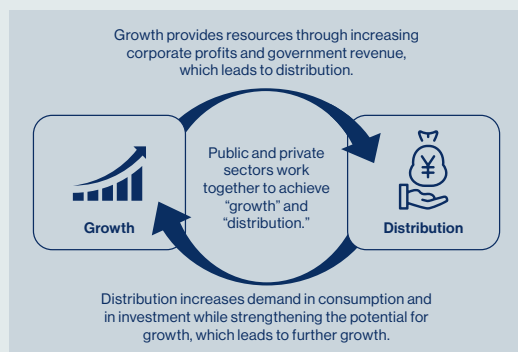 Growth provides resources through increasing
corporate profits and government revenue,
which leads to distribution.
Public and private
sectors work
together to achieve
“growth” and
“distribution.”
¥
Growth
Distribution
Distribution increases demand in consumption and
in investment while strengthening the potential for
growth, which leads to further growth.